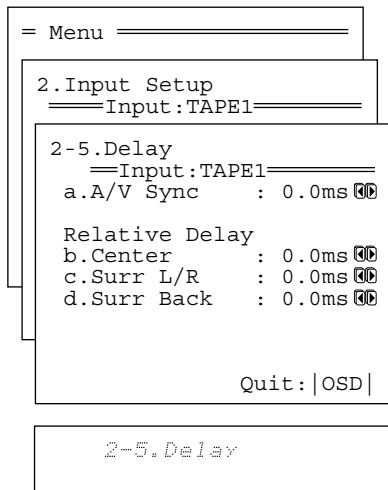 = Menu
2.Input Setup
Input:TAPE1
2-5.Delay
Input:TAPE1
a.A/V Sync : 0.0ms
Relative Delay
b.Center : 0.0ms
c.Surr L/R : 0.0ms
d.Surr Back : 0.0ms
Quit:|OSD|
2-5.Delay